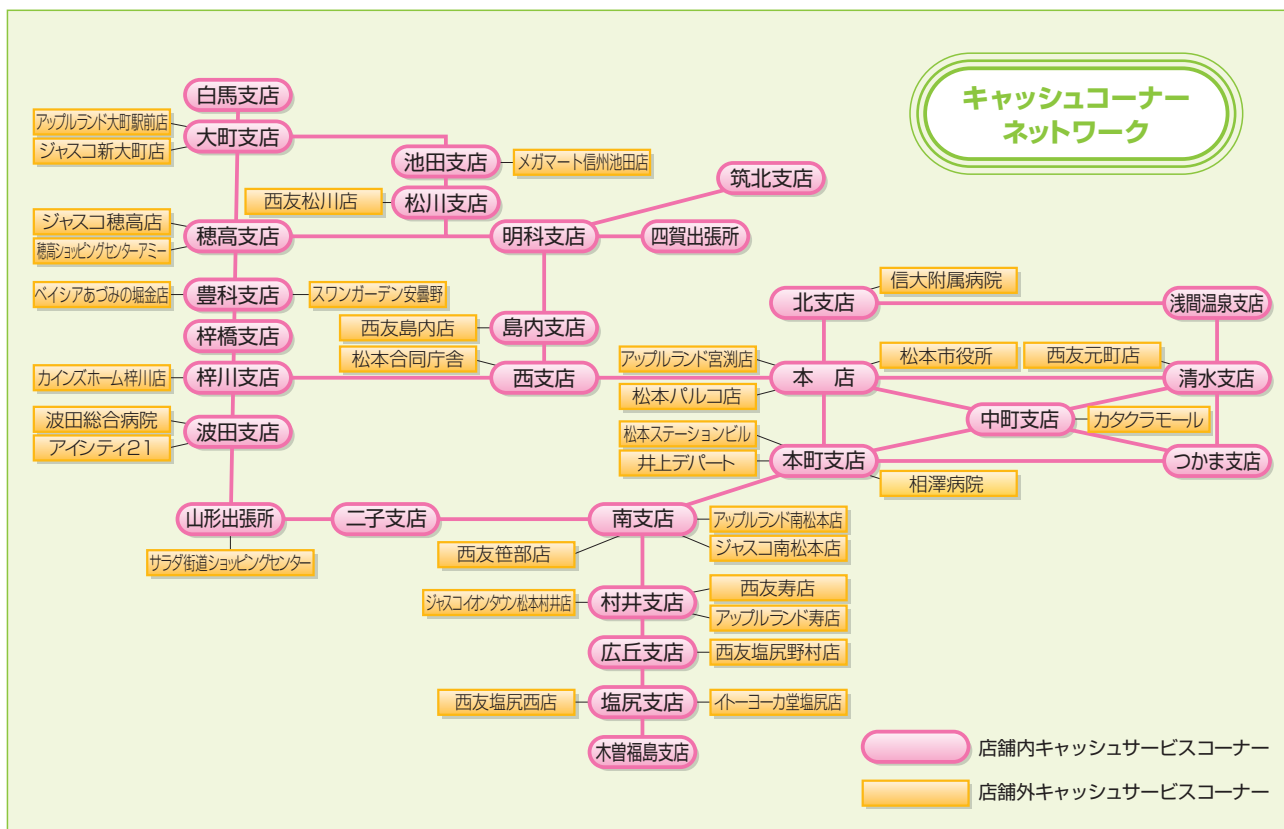 キャッシュコーナー
ネットワーク
白馬支店
アップルランド大町駅前店
大町支店
ジャスコ新大町店
池田支店
メガマート信州池田店
筑北支店
西友松川店
松川支店
ジャスコ穂高店
穂高支店
穂高ショッピングセンターアミー
明科支店
四賀出張所
信大附属病院
ベイシアあづみの堀金店
豊科支店
スワンガーデン安曇野
北支店
浅間温泉支店
西友島内店
島内支店
梓橋支店
松本合同庁舎
アップルランド宮渕店
松本市役所
西友元町店
カインズホーム梓川店
梓川支店
西支店
本店
清水支店
松本パルコ店
波田総合病院
波田支店
アイシティ21
中町支店
カタクラモール
松本ステーションビル
井上デパート
本町支店
つかま支店
相澤病院
山形出張所
二子支店
南支店
アップルランド南松本店
サラダ街道ショッピングセンター
西友笹部店
ジャスコ南松本店
西友寿店
ジャスコイオンタウン松本村井店
村井支店
アップルランド寿店
広丘支店
西友塩尻野村店
西友塩尻西店
塩尻支店
イトーヨーカ堂塩尻店
木曽福島支店
店舗内キャッシュサービスコーナー
店舗外キャッシュサービスコーナー